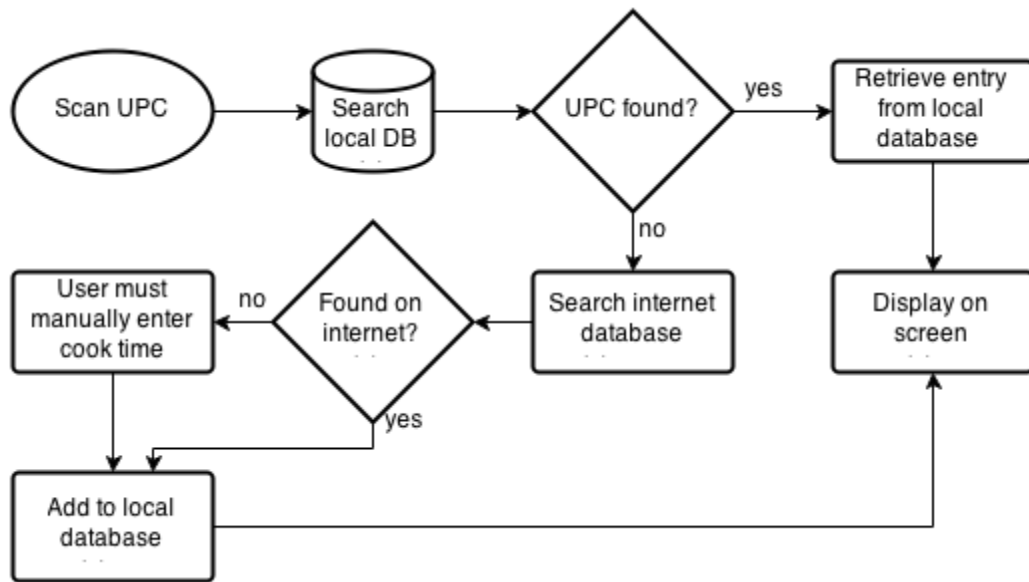 Scan UPC
Search
local DB
UPC found?
yes
Retrieve entry
from local
database
no
User must
manually enter
cook time
no
Found on
internet?
Search internet
database
Display on
screen
yes
Add to local
database